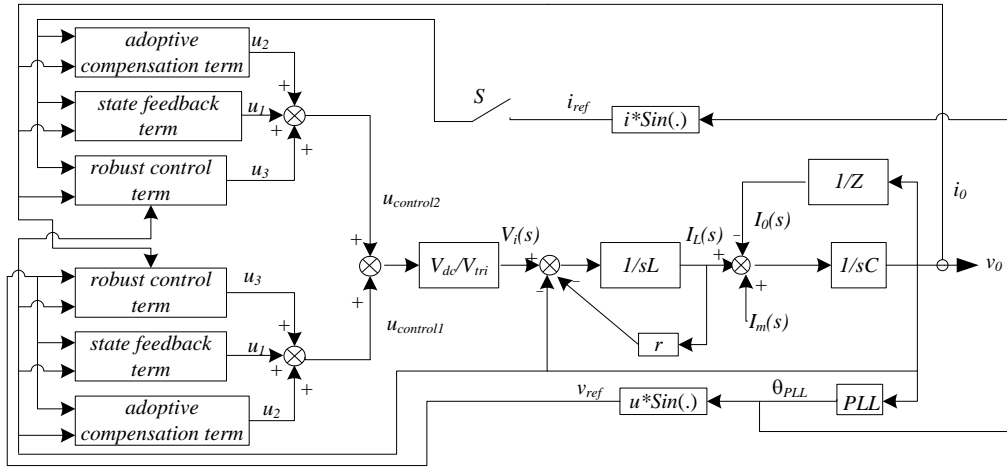 adoptive
compensation term
u2
+
state feedback
term
u1
+
+
robust control
term
u3
S
iref
i*Sin(.)
ucontrol2
+
+
ucontrol1
Vdc/Vtri
Vi(s)
+
-
-
1/sL
r
IL(s)
+
-
+
I0(s)
Im(s)
1/Z
1/sC
i0
v0
robust control
term
u3
+
state feedback
term
u1
+
+
adoptive
compensation term
u2
vref
u*Sin(.)
θPLL
PLL